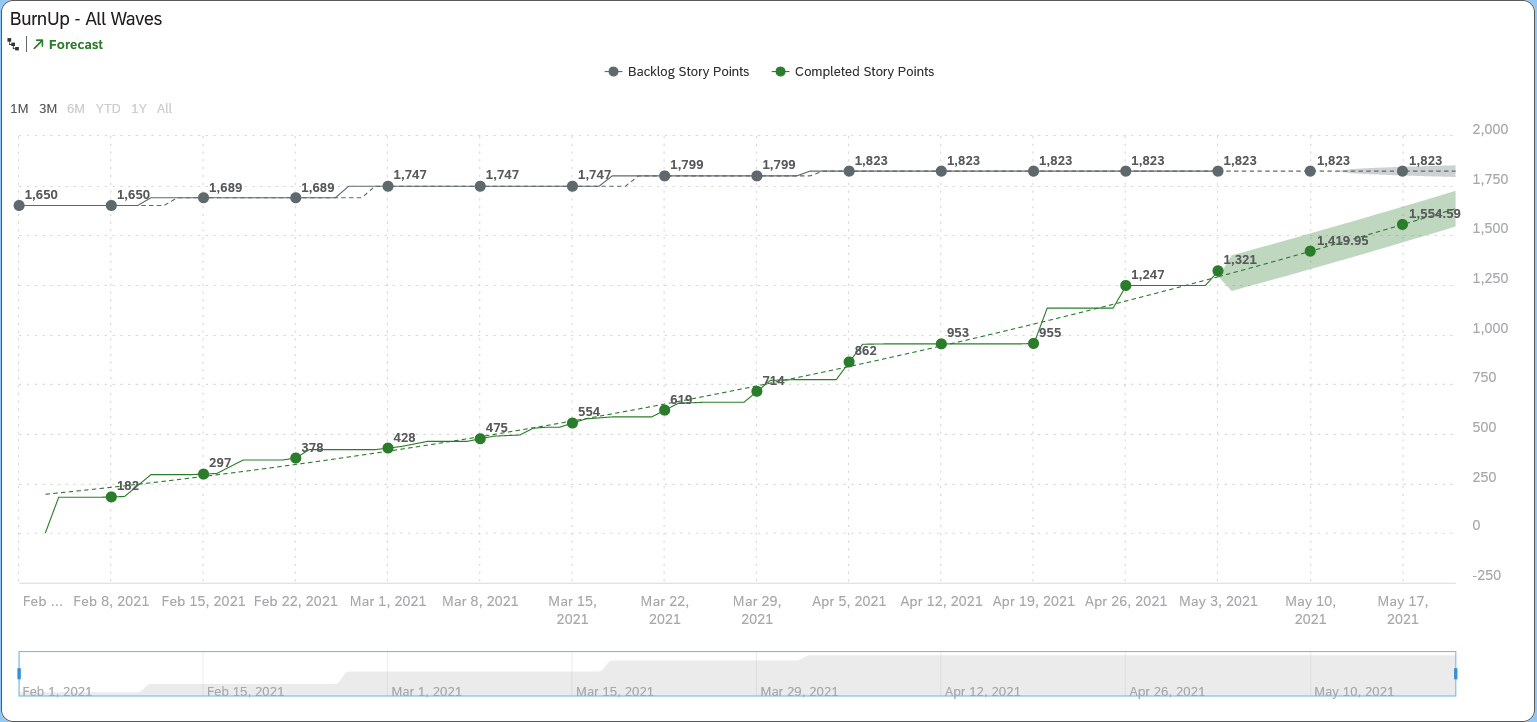 BurnUp - All Waves
Forecast
Backlog Story Points Completed Story Points
1M 3M 6M YTD 1Y All
2,000
1,650 1,650 1,689 1,689 1,747 1,747 1,747 1,799 1,799 1,823 1,823 1,823 1,823 1,823 1,823 1,823
1,750
1,500
1,250
1,000
750
500
250
0
-250
182 297 378 428 475 554 619 714 862 953 955 1,247 1,321 1,419.95 1,554.59
Feb ... Feb 8, 2021 Feb 15, 2021 Feb 22, 2021 Mar 1, 2021 Mar 8, 2021 Mar 15, 2021 Mar 22, 2021 Mar 29, 2021 Apr 5, 2021 Apr 12, 2021 Apr 19, 2021 Apr 26, 2021 May 3, 2021 May 10, 2021 May 17, 2021
Feb 1, 2021 Feb 15, 2021 Mar 1, 2021 Mar 15, 2021 Mar 29, 2021 Apr 12, 2021 Apr 26, 2021 May 10, 2021